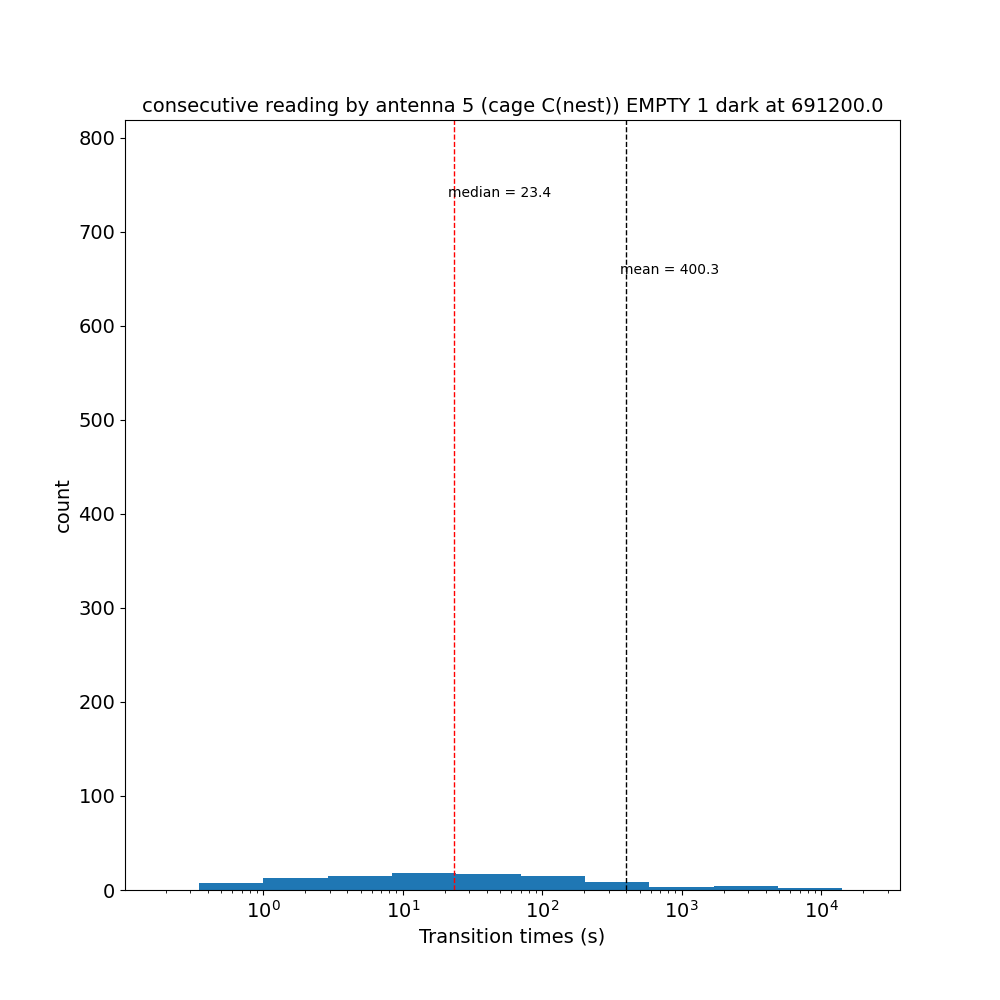 consecutive reading by antenna 5 (cage C(nest)) EMPTY 1 dark at 691200.0
800
median = 23.4
700
mean = 400.3
600
500
count
400
300
200
100
0
10⁰ 10¹ 10² 10³ 10⁴
Transition times (s)